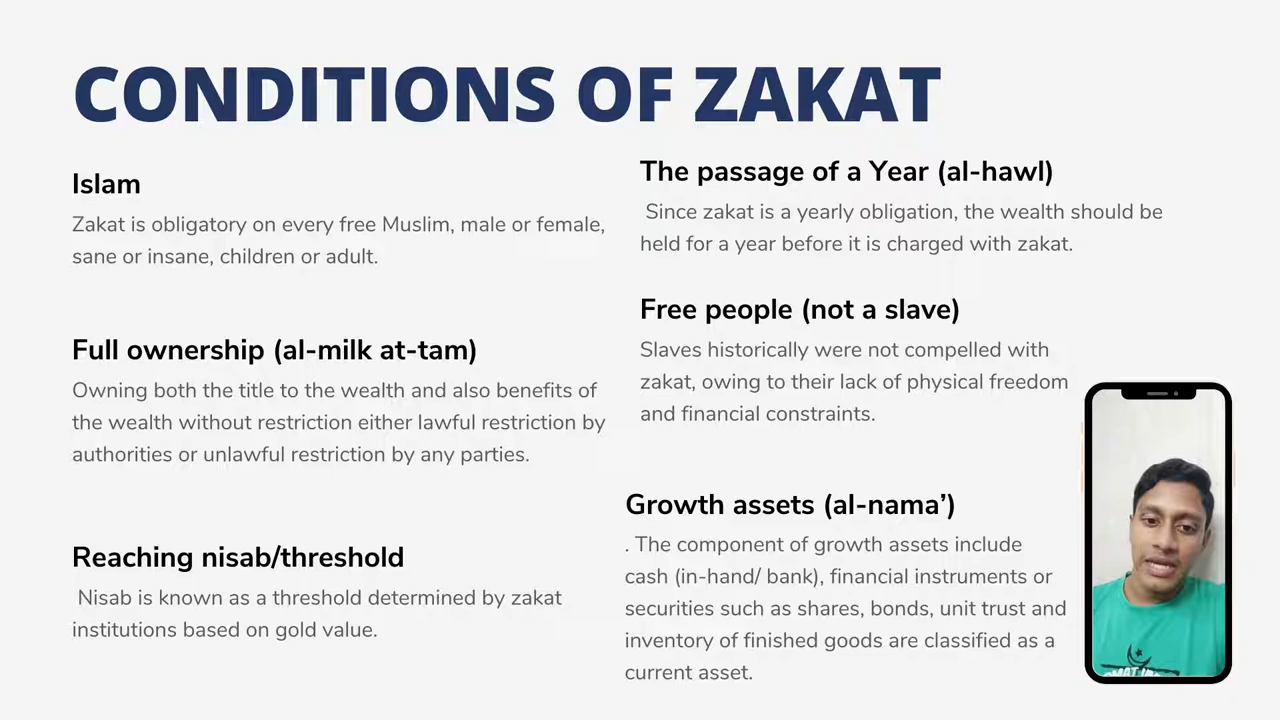 CONDITIONS OF ZAKAT
Islam
Zakat is obligatory on every free Muslim, male or female,
sane or insane, children or adult.
Full ownership (al-milk at-tam)
Owning both the title to the wealth and also benefits of
the wealth without restriction either lawful restriction by
authorities or unlawful restriction by any parties.
Reaching nisab/threshold
Nisab is known as a threshold determined by zakat
institutions based on gold value.
The passage of a Year (al-hawl)
Since zakat is a yearly obligation, the wealth should be
held for a year before it is charged with zakat.
Free people (not a slave)
Slaves historically were not compelled with
zakat, owing to their lack of physical freedom
and financial constraints.
Growth assets (al-nama’)
. The component of growth assets include
cash (in-hand/ bank), financial instruments or
securities such as shares, bonds, unit trust and
inventory of finished goods are classified as a
current asset.